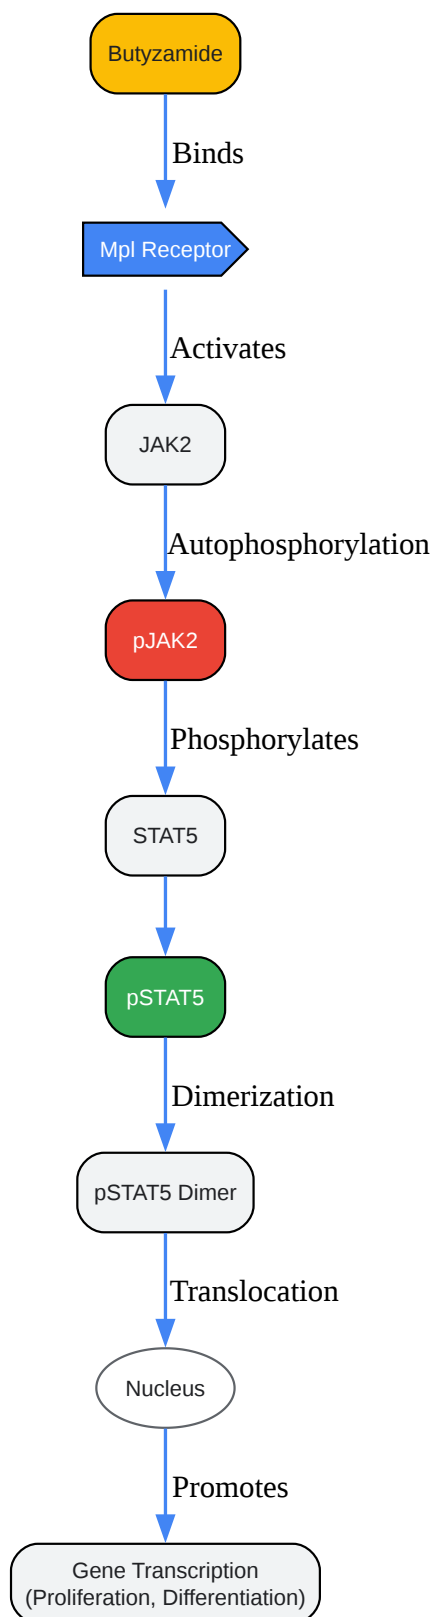 Butyzamide
Binds
Mpl Receptor
Activates
JAK2
Autophosphorylation
pJAK2
Phosphorylates
STAT5
pSTAT5
Dimerization
pSTAT5 Dimer
Translocation
Nucleus
Promotes
Gene Transcription
(Proliferation, Differentiation)